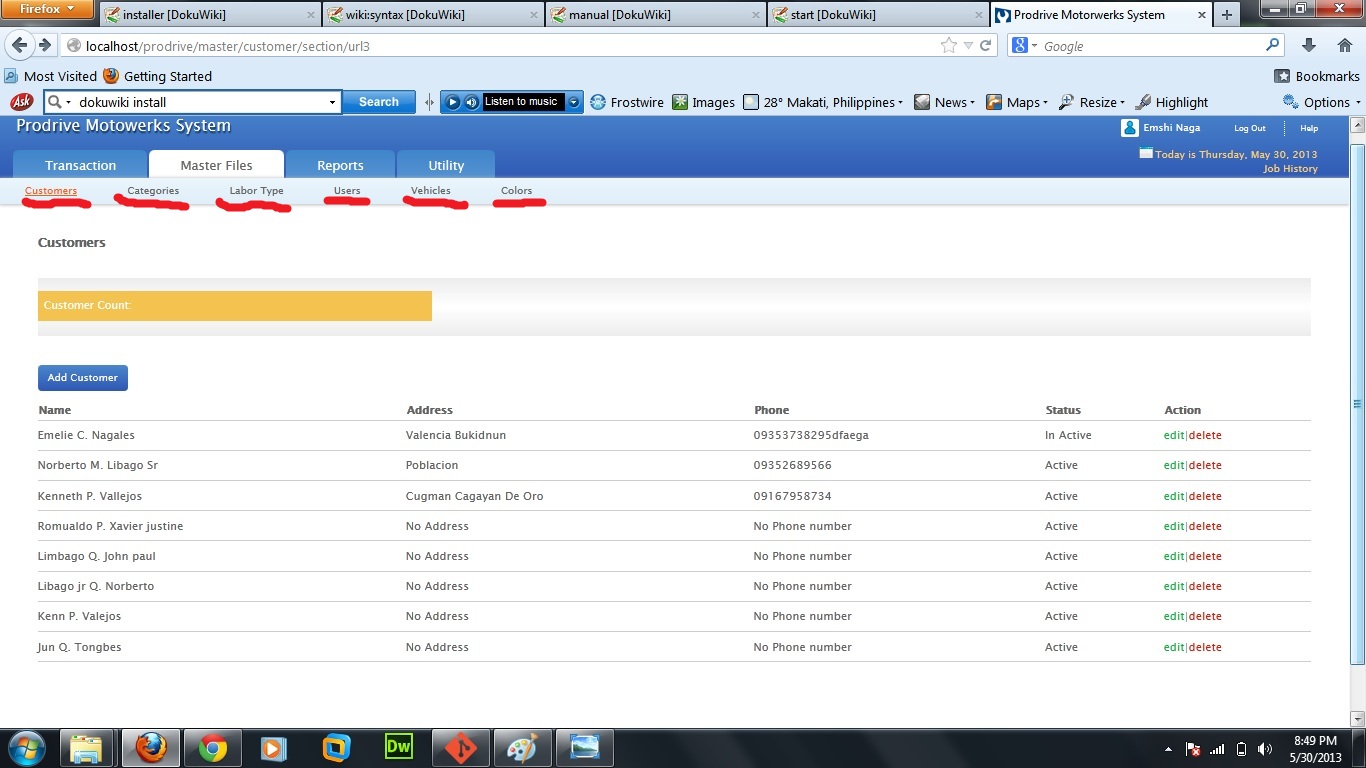 Firefox
installer [DokuWiki]
wiki:syntax [DokuWiki]
manual [DokuWiki]
start [DokuWiki]
Prodrive Motorwerks System
localhost/prodrive/master/customer/section/url3
Google
Most Visited Getting Started
Bookmarks
Ask dokuwiki install Search Listen to music Frostwire Images 28° Makati, Philippines News Maps Resize Highlight Options
Prodrive Motowerks System
Emshi Naga Log Out Help
Transaction Master Files Reports Utility
Today is Thursday, May 30, 2013
Job History
Customers Categories Labor Type Users Vehicles Colors
Customers
Customer Count:
Add Customer
Name Address Phone Status Action
Emelie C. Nagales Valencia Bukidnun 09353738295dfaega In Active edit|delete
Norberto M. Libago Sr Poblacion 09352689566 Active edit|delete
Kenneth P. Vallejos Cugman Cagayan De Oro 09167958734 Active edit|delete
Romualdo P. Xavier justine No Address No Phone number Active edit|delete
Limbago Q. John paul No Address No Phone number Active edit|delete
Libago jr Q. Norberto No Address No Phone number Active edit|delete
Kenn P. Valejos No Address No Phone number Active edit|delete
Jun Q. Tongbes No Address No Phone number Active edit|delete
Dw
8:49 PM
5/30/2013